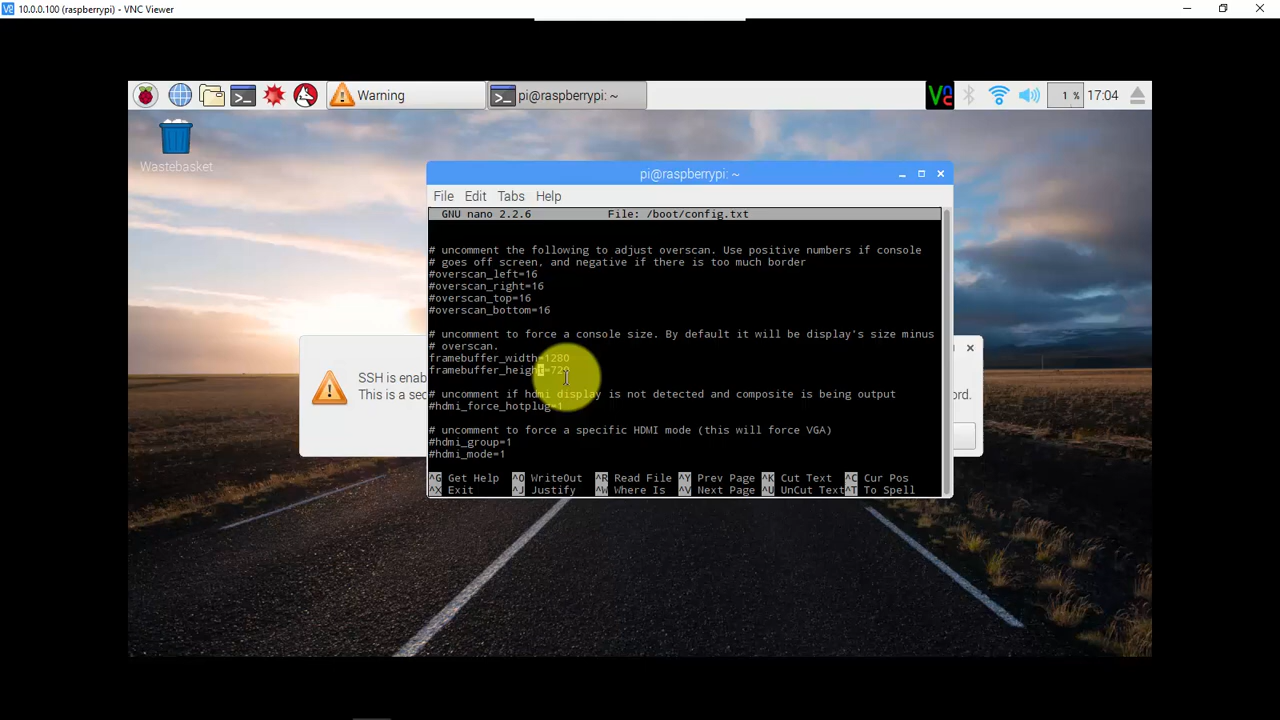 10.0.0.100 (raspberrypi) - VNC Viewer
Warning
pi@raspberrypi: ~
1 %
17:04
Wastebasket
pi@raspberrypi: ~
File Edit Tabs Help
GNU nano 2.2.6 File: /boot/config.txt
# uncomment the following to adjust overscan. Use positive numbers if console
# goes off screen, and negative if there is too much border
#overscan_left=16
#overscan_right=16
#overscan_top=16
#overscan_bottom=16
# uncomment to force a console size. By default it will be display's size minus
# overscan.
framebuffer_width=1280
framebuffer_height=720
# uncomment if hdmi display is not detected and composite is being output
#hdmi_force_hotplug=1
# uncomment to force a specific HDMI mode (this will force VGA)
#hdmi_group=1
#hdmi_mode=1
^G Get Help ^O WriteOut ^R Read File ^Y Prev Page ^K Cut Text ^C Cur Pos
^X Exit ^J Justify ^W Where Is ^V Next Page ^U UnCut Text ^T To Spell
SSH is enab
This is a sec
rd.